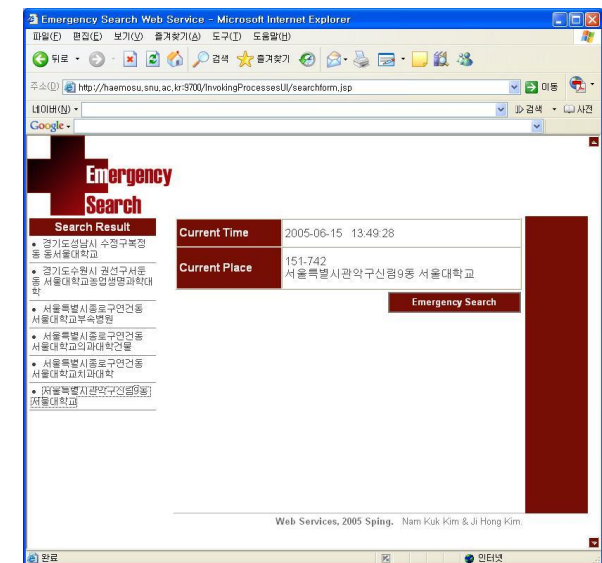 Emergency Search Web Service - Microsoft Internet Explorer
파일(F) 편집(E) 보기(V) 즐겨찾기(A) 도구(T) 도움말(H)
뒤로 검색 즐겨찾기
주소(D) http://haemosu.snu.ac.kr:9700/InvokingProcessesUI/searchform.jsp 이동
네이버(N) 검색 사전
Google
Emergency
Search
Search Result
경기도성남시 수정구복정
동 동서울대학교
경기도수원시 권선구서둔
동 서울대학교농업생명과학대
학
서울특별시종로구연건동
서울대학교부속병원
서울특별시종로구연건동
서울대학교의과대학건물
서울특별시종로구연건동
서울대학교치과대학
서울특별시관악구신림9동
서울대학교
Current Time 2005-06-15 13:49:28
Current Place 151-742
서울특별시관악구신림9동 서울대학교
Emergency Search
Web Services, 2005 Sping. Nam Kuk Kim & Ji Hong Kim.
완료 인터넷